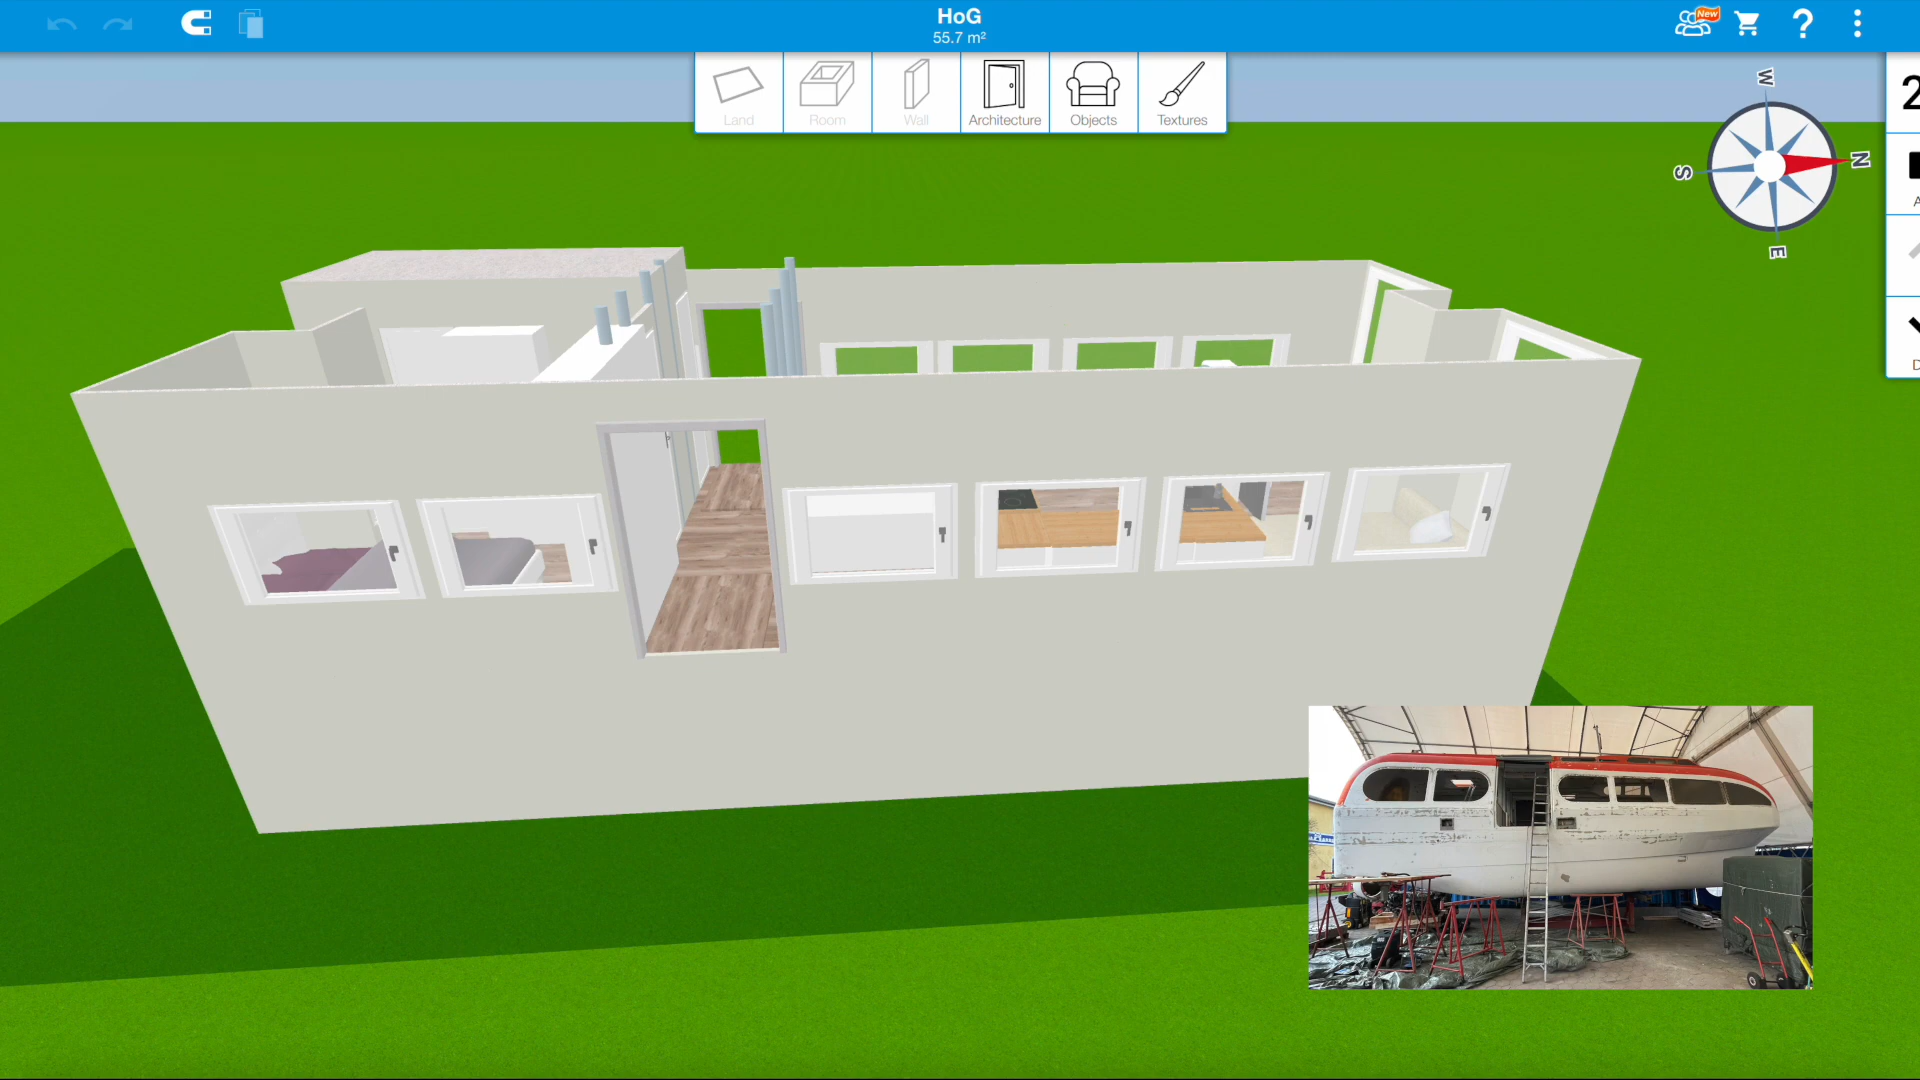 HoG
55.7 m²
New
?
Land
Room
Wall
Architecture
Objects
Textures
W
N
S
E
2
A
D